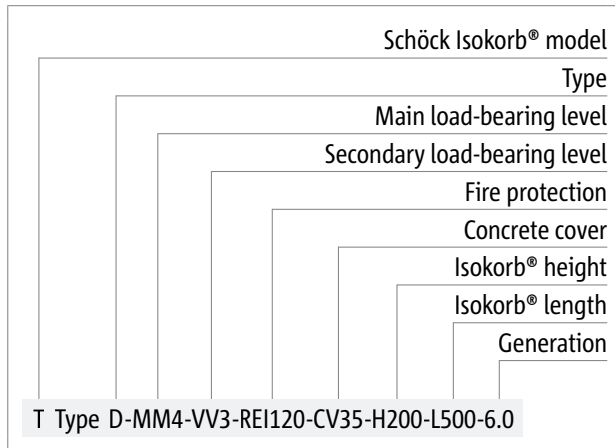 Schöck Isokorb® model
Type
Main load-bearing level
Secondary load-bearing level
Fire protection
Concrete cover
Isokorb® height
Isokorb® length
Generation
T Type D-MM4-VV3-REI120-CV35-H200-L500-6.0